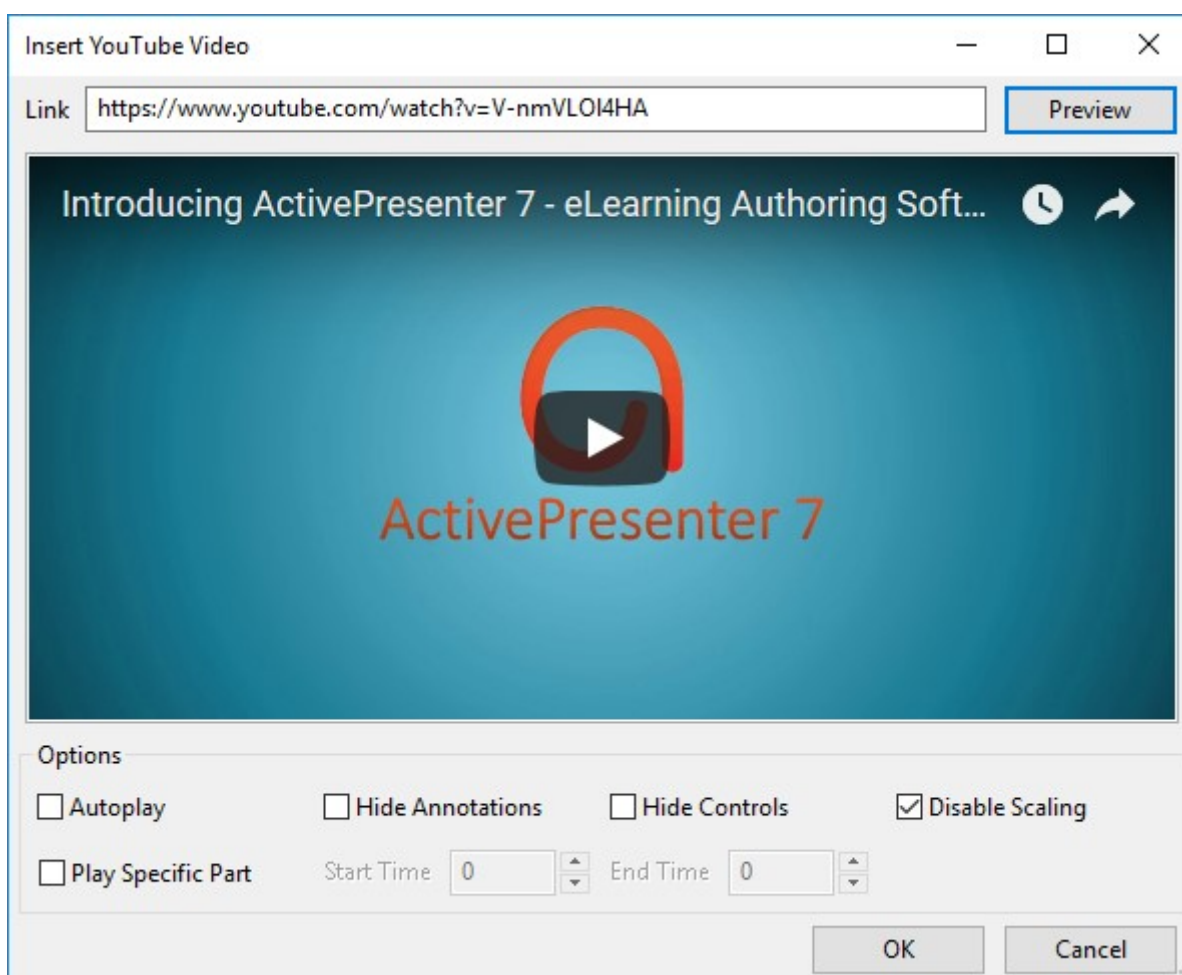 Insert YouTube Video
Link https://www.youtube.com/watch?v=V-nmVLOI4HA Preview
Introducing ActivePresenter 7 - eLearning Authoring Soft...
ActivePresenter 7
Options
Autoplay Hide Annotations Hide Controls Disable Scaling
Play Specific Part Start Time 0 End Time 0
OK Cancel